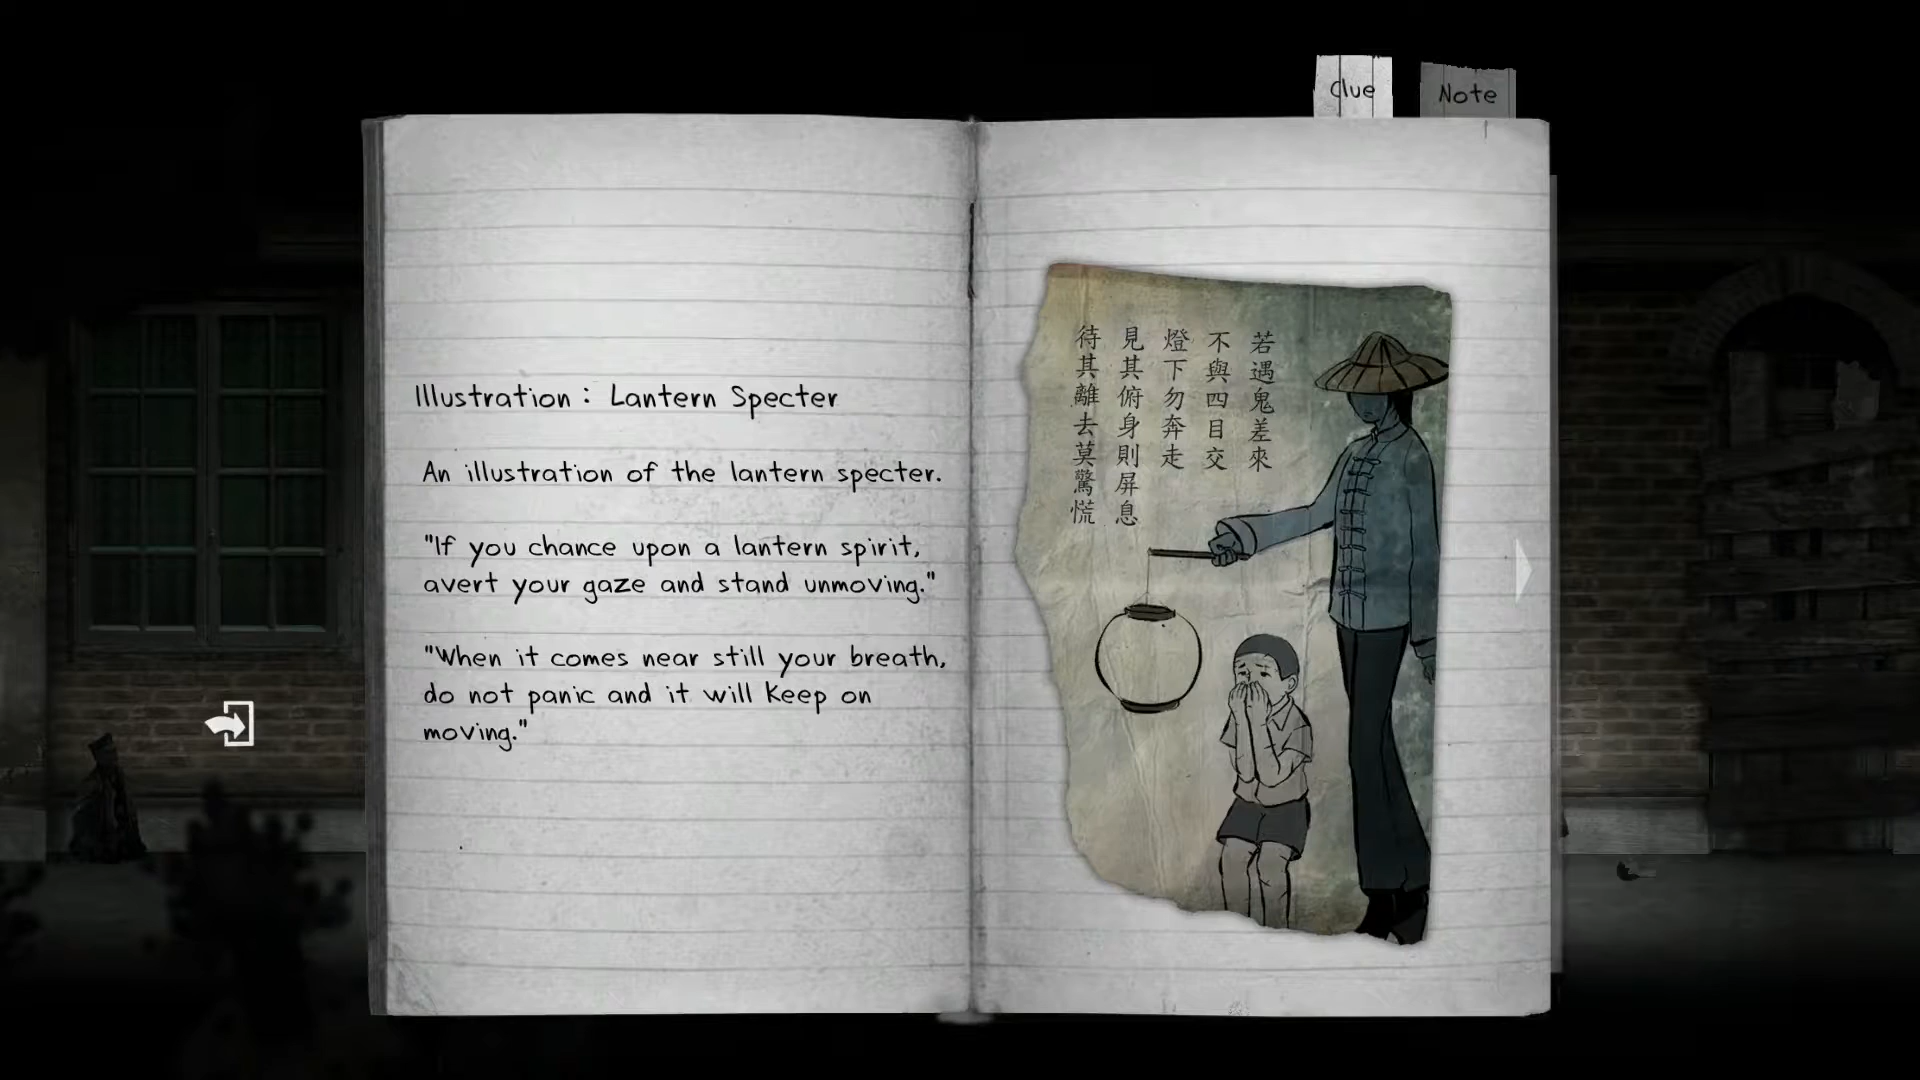 Clue
Note
Illustration : Lantern Specter
An illustration of the lantern specter.
"If you chance upon a lantern spirit,
avert your gaze and stand unmoving."
"When it comes near still your breath,
do not panic and it will keep on
moving."
若遇鬼差來
不與四目交
燈下勿奔走
見其俯身則屏息
待其離去莫驚慌